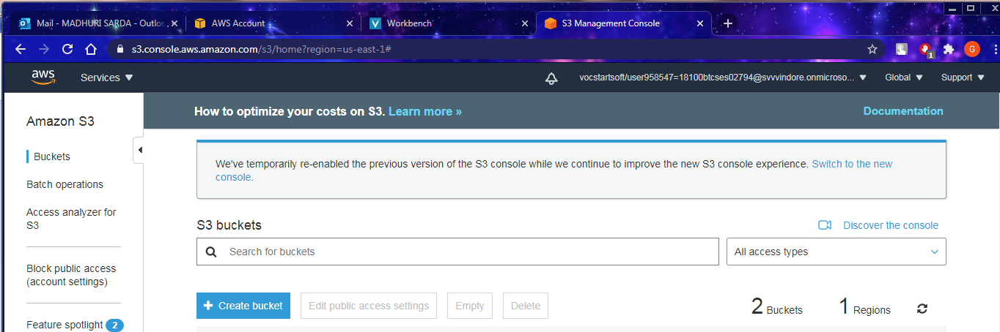 Mail - MADHURI SARDA - Outloo
AWS Account
Workbench
S3 Management Console
s3.console.aws.amazon.com/s3/home?region=us-east-1#
1
G
aws
Services
vocstartsoft/user958547=18100btcses02794@svvvindore.onmicroso...
Global
Support
Amazon S3
Buckets
Batch operations
Access analyzer for
S3
Block public access
(account settings)
Feature spotlight 2
How to optimize your costs on S3. Learn more »
Documentation
We've temporarily re-enabled the previous version of the S3 console while we continue to improve the new S3 console experience. Switch to the new
console.
S3 buckets
Discover the console
Search for buckets
All access types
+ Create bucket
Edit public access settings
Empty
Delete
2 Buckets
1 Regions